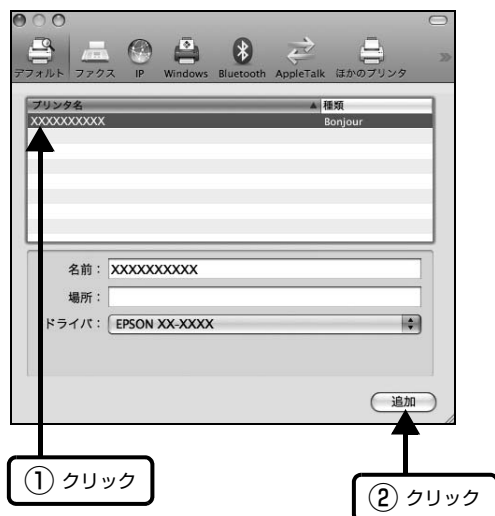 デフォルト ファクス IP Windows Bluetooth AppleTalk ほかのプリンタ
プリンタ名 種類
XXXXXXXXXX Bonjour
名前： XXXXXXXXXX
場所：
ドライバ： EPSON XX-XXXX
追加
① クリック
② クリック